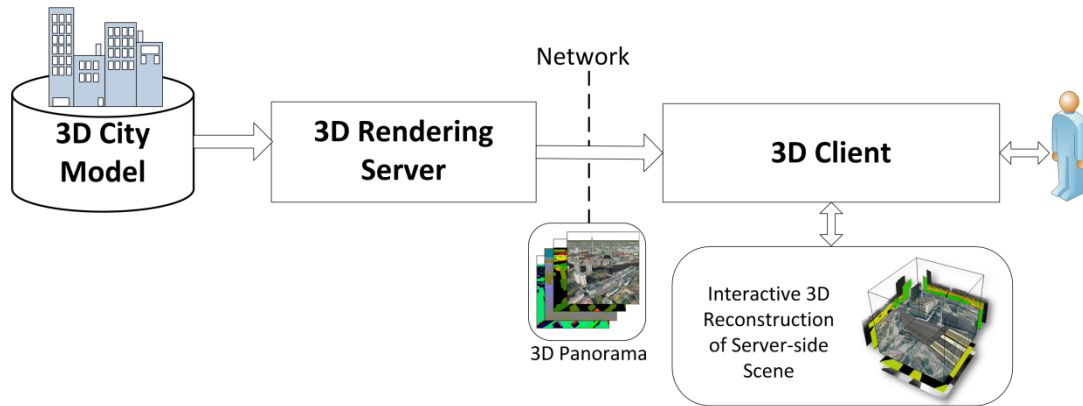 Network
3D City
Model
3D Rendering
Server
3D Client
3D Panorama
Interactive 3D
Reconstruction
of Server-side
Scene